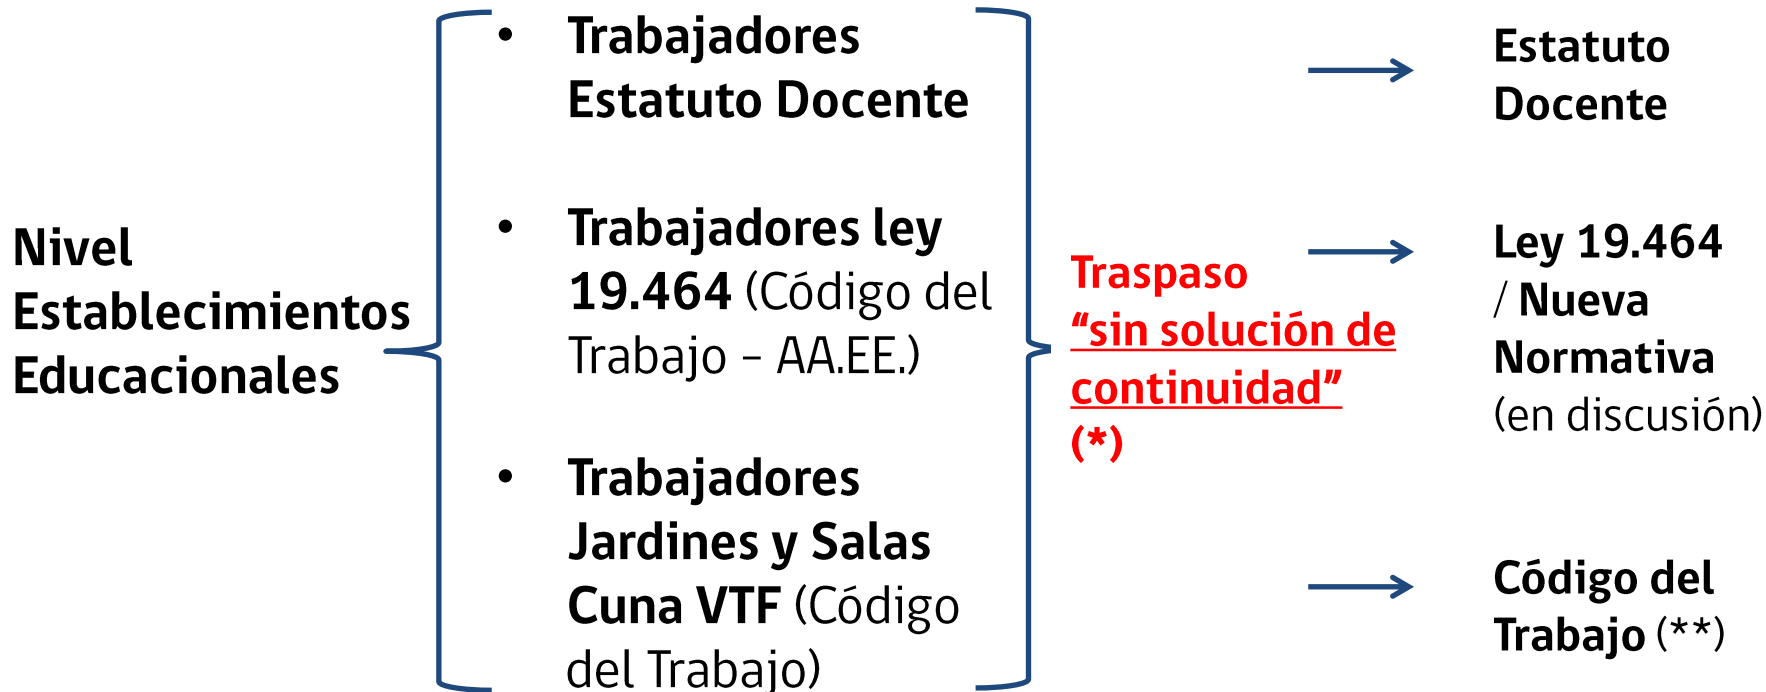 Nivel
Establecimientos
Educacionales
• Trabajadores
Estatuto Docente
• Trabajadores ley
19.464 (Código del
Trabajo – AA.EE.)
• Trabajadores
Jardines y Salas
Cuna VTF (Código
del Trabajo)
Traspaso
“sin solución de
continuidad”
(*)
Estatuto
Docente
Ley 19.464
/ Nueva
Normativa
(en discusión)
Código del
Trabajo (**)